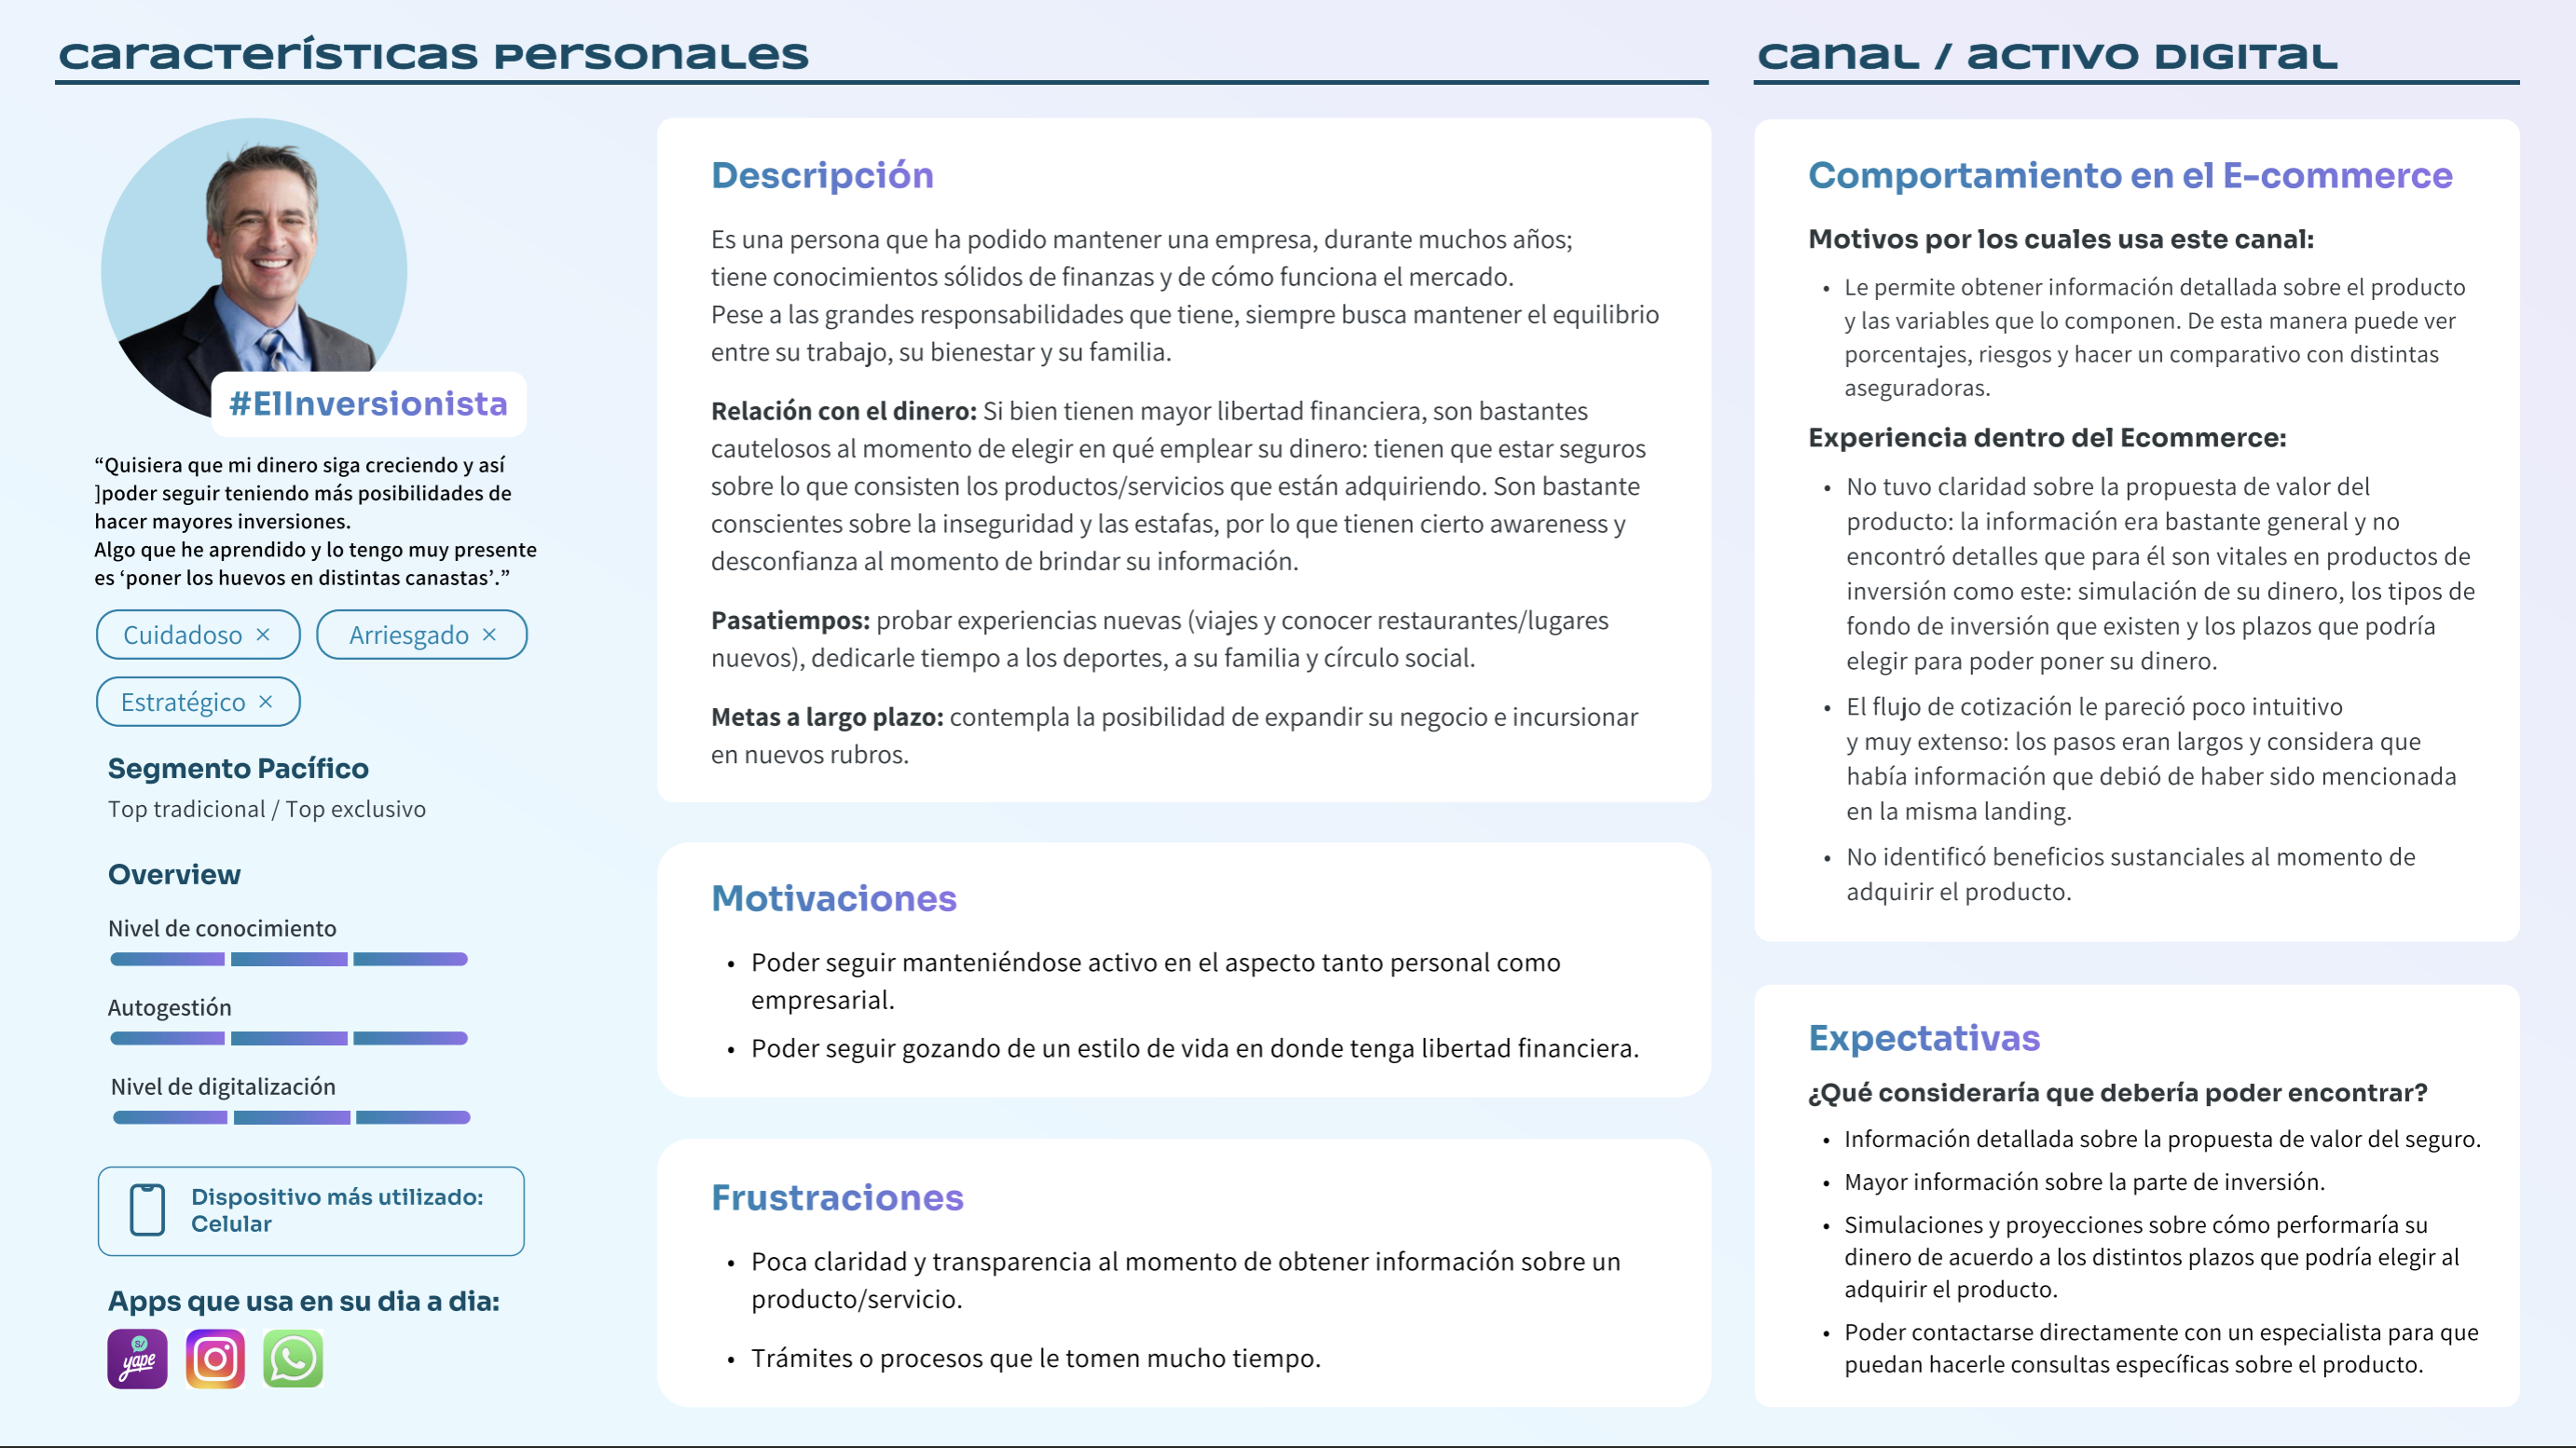 Características personales
“Quisiera que mi dinero siga creciendo y así
]poder seguir teniendo más posibilidades de
hacer mayores inversiones.
Algo que he aprendido y lo tengo muy presente
es ‘poner los huevos en distintas canastas’.”
#ElInversionista
Cuidadoso ×
Arriesgado ×
Estratégico ×
Segmento Pacífico
Top tradicional / Top exclusivo
Overview
Nivel de conocimiento
Autogestión
Nivel de digitalización
Dispositivo más utilizado:
Celular
Apps que usa en su dia a dia:
S/
yape
Descripción
Es una persona que ha podido mantener una empresa, durante muchos años;
tiene conocimientos sólidos de finanzas y de cómo funciona el mercado.
Pese a las grandes responsabilidades que tiene, siempre busca mantener el equilibrio
entre su trabajo, su bienestar y su familia.
Relación con el dinero: Si bien tienen mayor libertad financiera, son bastantes
cautelosos al momento de elegir en qué emplear su dinero: tienen que estar seguros
sobre lo que consisten los productos/servicios que están adquiriendo. Son bastante
conscientes sobre la inseguridad y las estafas, por lo que tienen cierto awareness y
desconfianza al momento de brindar su información.
Pasatiempos: probar experiencias nuevas (viajes y conocer restaurantes/lugares
nuevos), dedicarle tiempo a los deportes, a su familia y círculo social.
Metas a largo plazo: contempla la posibilidad de expandir su negocio e incursionar
en nuevos rubros.
Motivaciones
• Poder seguir manteniéndose activo en el aspecto tanto personal como
empresarial.
• Poder seguir gozando de un estilo de vida en donde tenga libertad financiera.
Frustraciones
• Poca claridad y transparencia al momento de obtener información sobre un
producto/servicio.
• Trámites o procesos que le tomen mucho tiempo.
Canal / activo digital
Comportamiento en el E-commerce
Motivos por los cuales usa este canal:
• Le permite obtener información detallada sobre el producto
y las variables que lo componen. De esta manera puede ver
porcentajes, riesgos y hacer un comparativo con distintas
aseguradoras.
Experiencia dentro del Ecommerce:
• No tuvo claridad sobre la propuesta de valor del
producto: la información era bastante general y no
encontró detalles que para él son vitales en productos de
inversión como este: simulación de su dinero, los tipos de
fondo de inversión que existen y los plazos que podría
elegir para poder poner su dinero.
• El flujo de cotización le pareció poco intuitivo
y muy extenso: los pasos eran largos y considera que
había información que debió de haber sido mencionada
en la misma landing.
• No identificó beneficios sustanciales al momento de
adquirir el producto.
Expectativas
¿Qué consideraría que debería poder encontrar?
• Información detallada sobre la propuesta de valor del seguro.
• Mayor información sobre la parte de inversión.
• Simulaciones y proyecciones sobre cómo performaría su
dinero de acuerdo a los distintos plazos que podría elegir al
adquirir el producto.
• Poder contactarse directamente con un especialista para que
puedan hacerle consultas específicas sobre el producto.